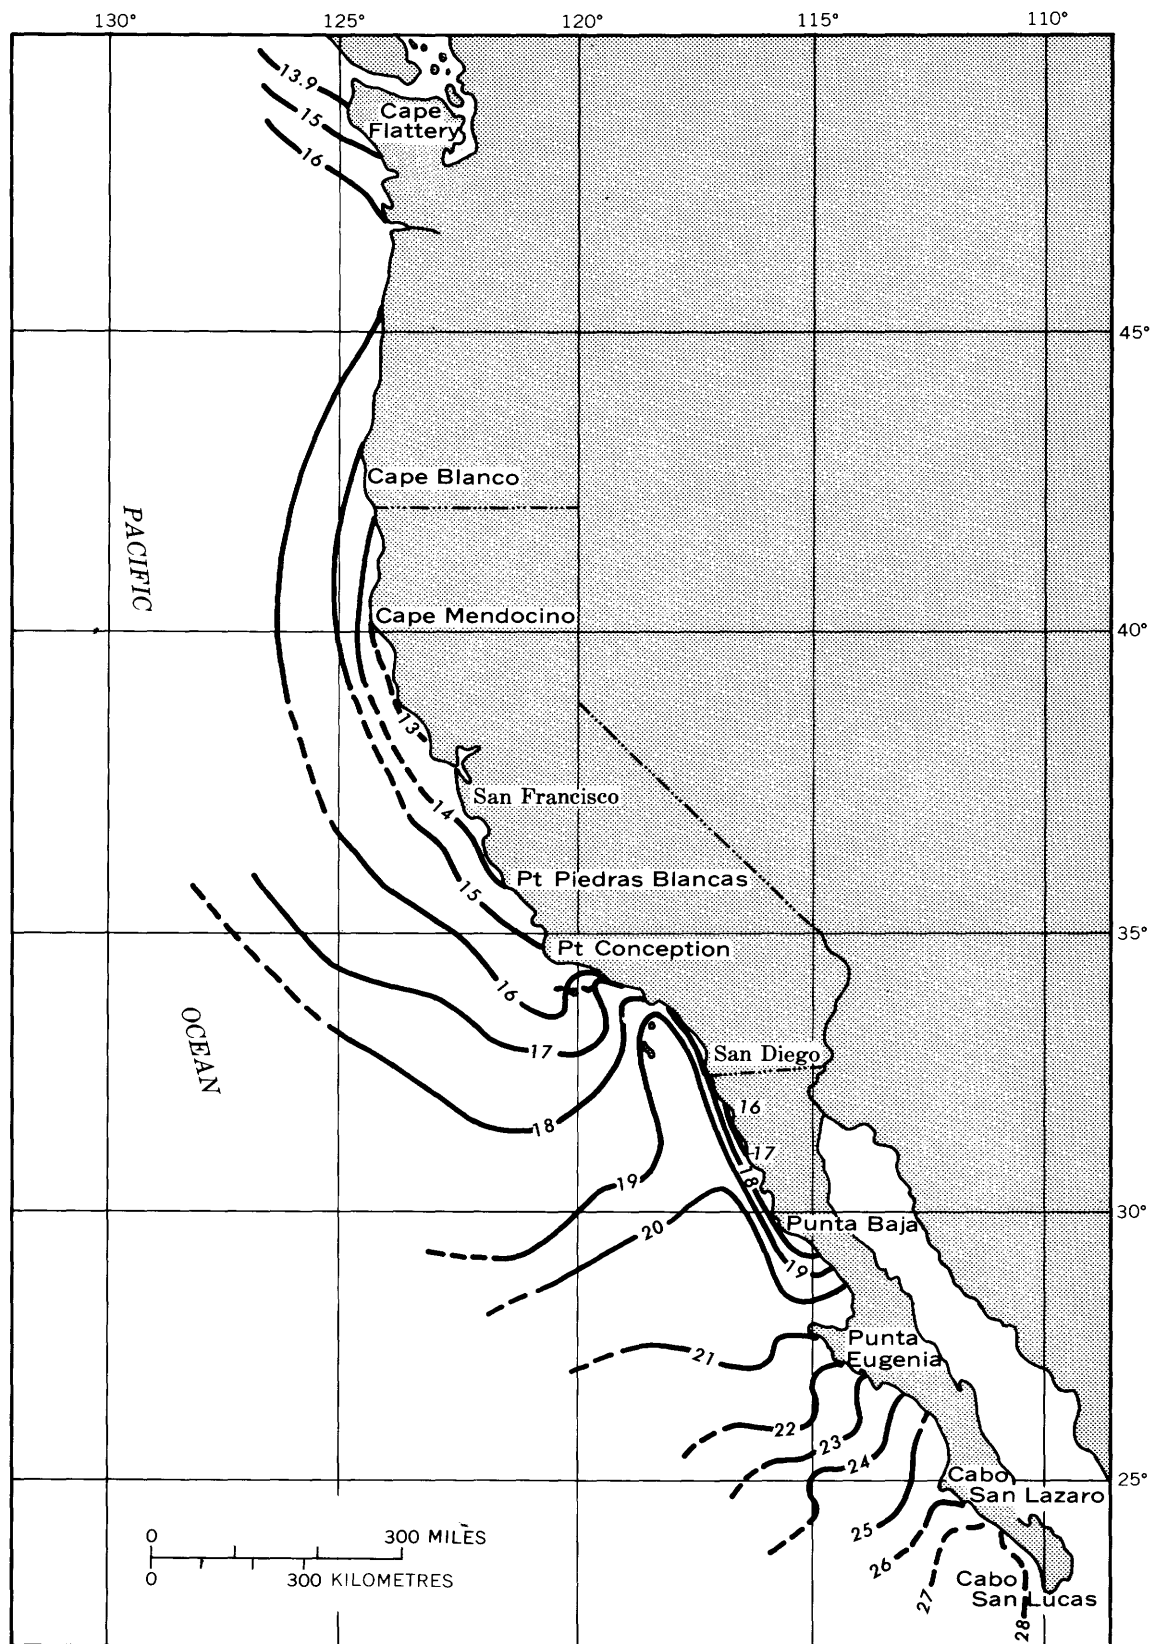 130°
125°
120°
115°
110°
13.9
15
16
Cape
Flattery
45°
Cape Blanco
PACIFIC
Cape Mendocino
40°
13
San Francisco
14
Pt Piedras Blancas
15
35°
Pt Conception
16
OCEAN
17
San Diego
16
18
17
18
19
20
Punta Baja
30°
19
21
Punta
Eugenia
22
23
24
25°
Cabo
San Lazaro
25
26
27
28
Cabo
San Lucas
0 300 MILES
0 300 KILOMETRES